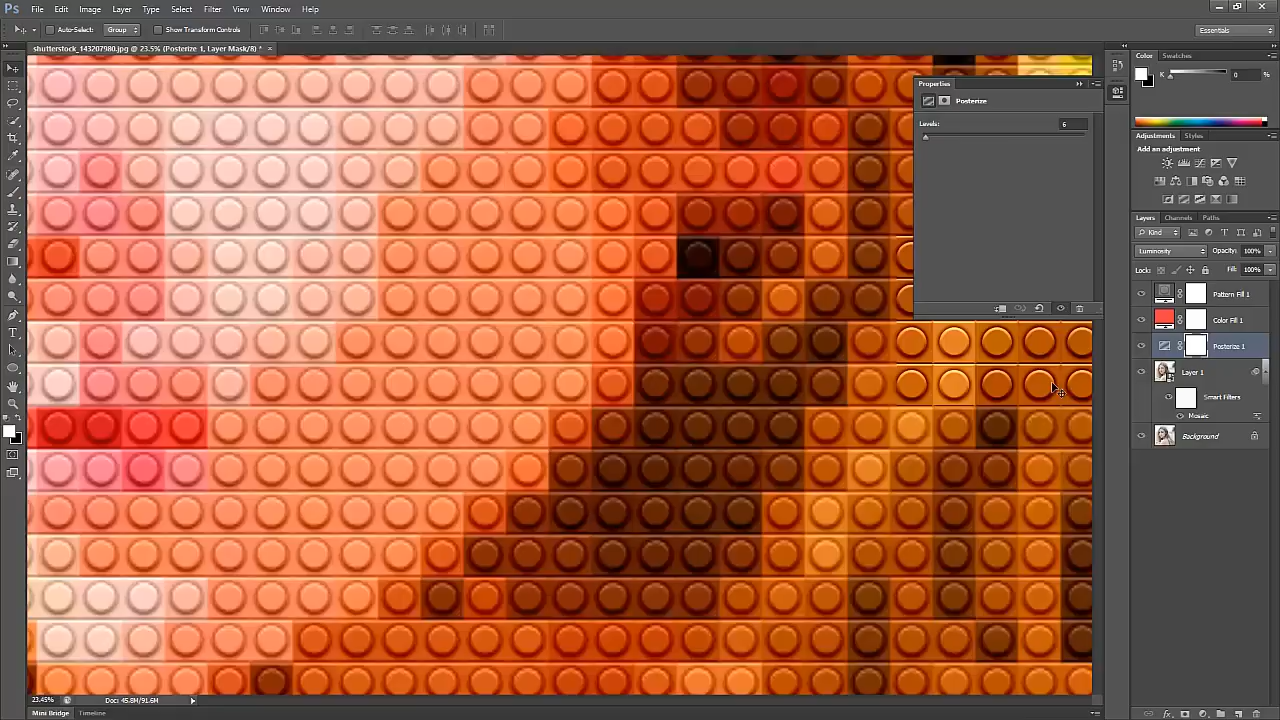 Ps File Edit Image Layer Type Select Filter View Window Help
Auto-Select: Group Show Transform Controls Essentials
shutterstock_143207980.jpg @ 23.5% (Posterize 1, Layer Mask/8) * ×
Color Swatches
K 0 %
Properties
Posterize
Levels: 6
Adjustments Styles
Add an adjustment
Layers Channels Paths
Kind
Luminosity Opacity: 100%
Lock: Fill: 100%
Pattern Fill 1
Color Fill 1
Posterize 1
Layer 1
Smart Filters
Mosaic
Background
23.45% Doc: 45.8M/91.6M
Mini Bridge Timeline